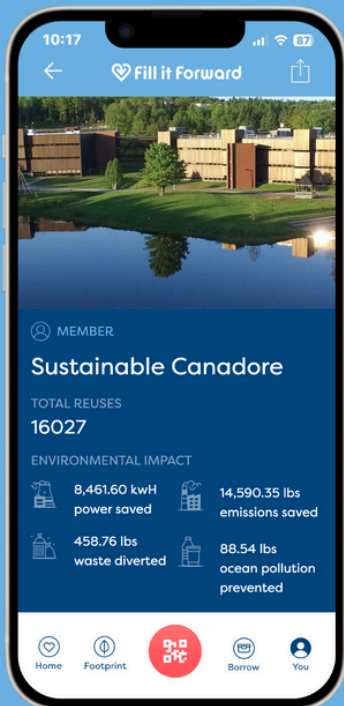 10:17
87
Fill it Forward
MEMBER
Sustainable Canadore
TOTAL REUSES
16027
ENVIRONMENTAL IMPACT
8,461.60 kwH
power saved
14,590.35 lbs
emissions saved
458.76 lbs
waste diverted
88.54 lbs
ocean pollution
prevented
Home
Footprint
Borrow
You